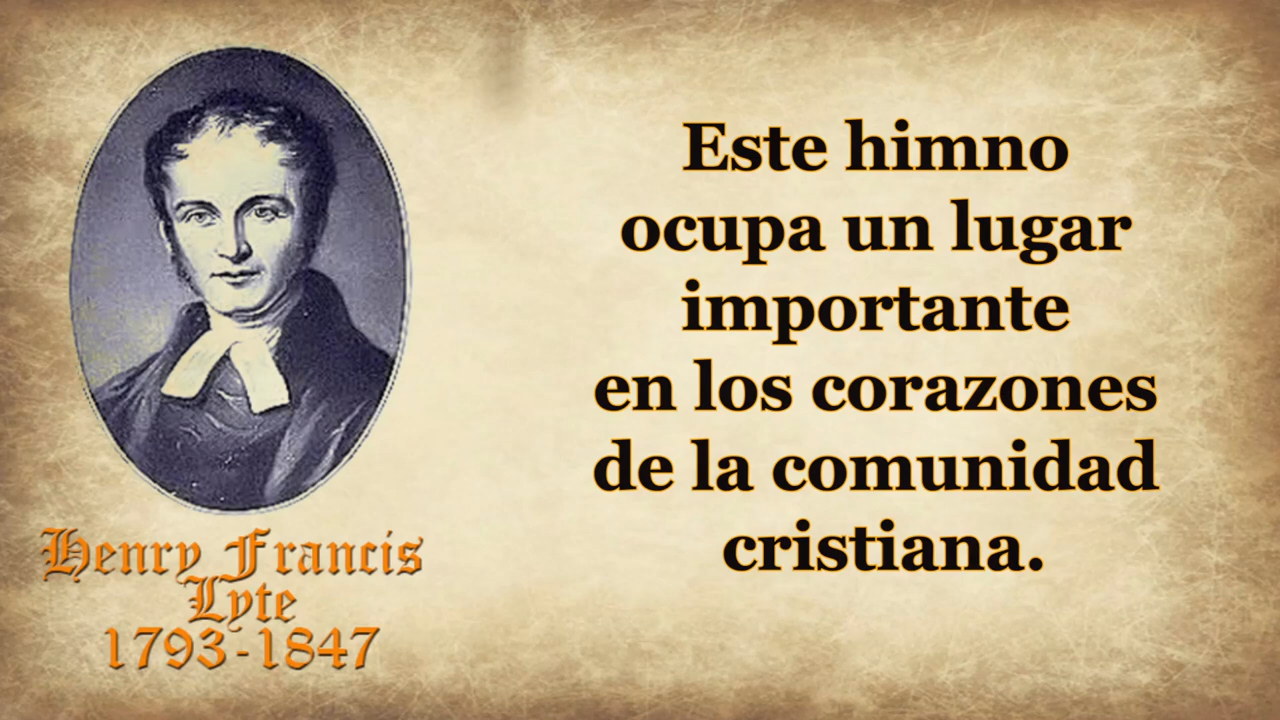 Este himno
ocupa un lugar
importante
en los corazones
de la comunidad
cristiana.
Henry Francis
Lyte
1793-1847